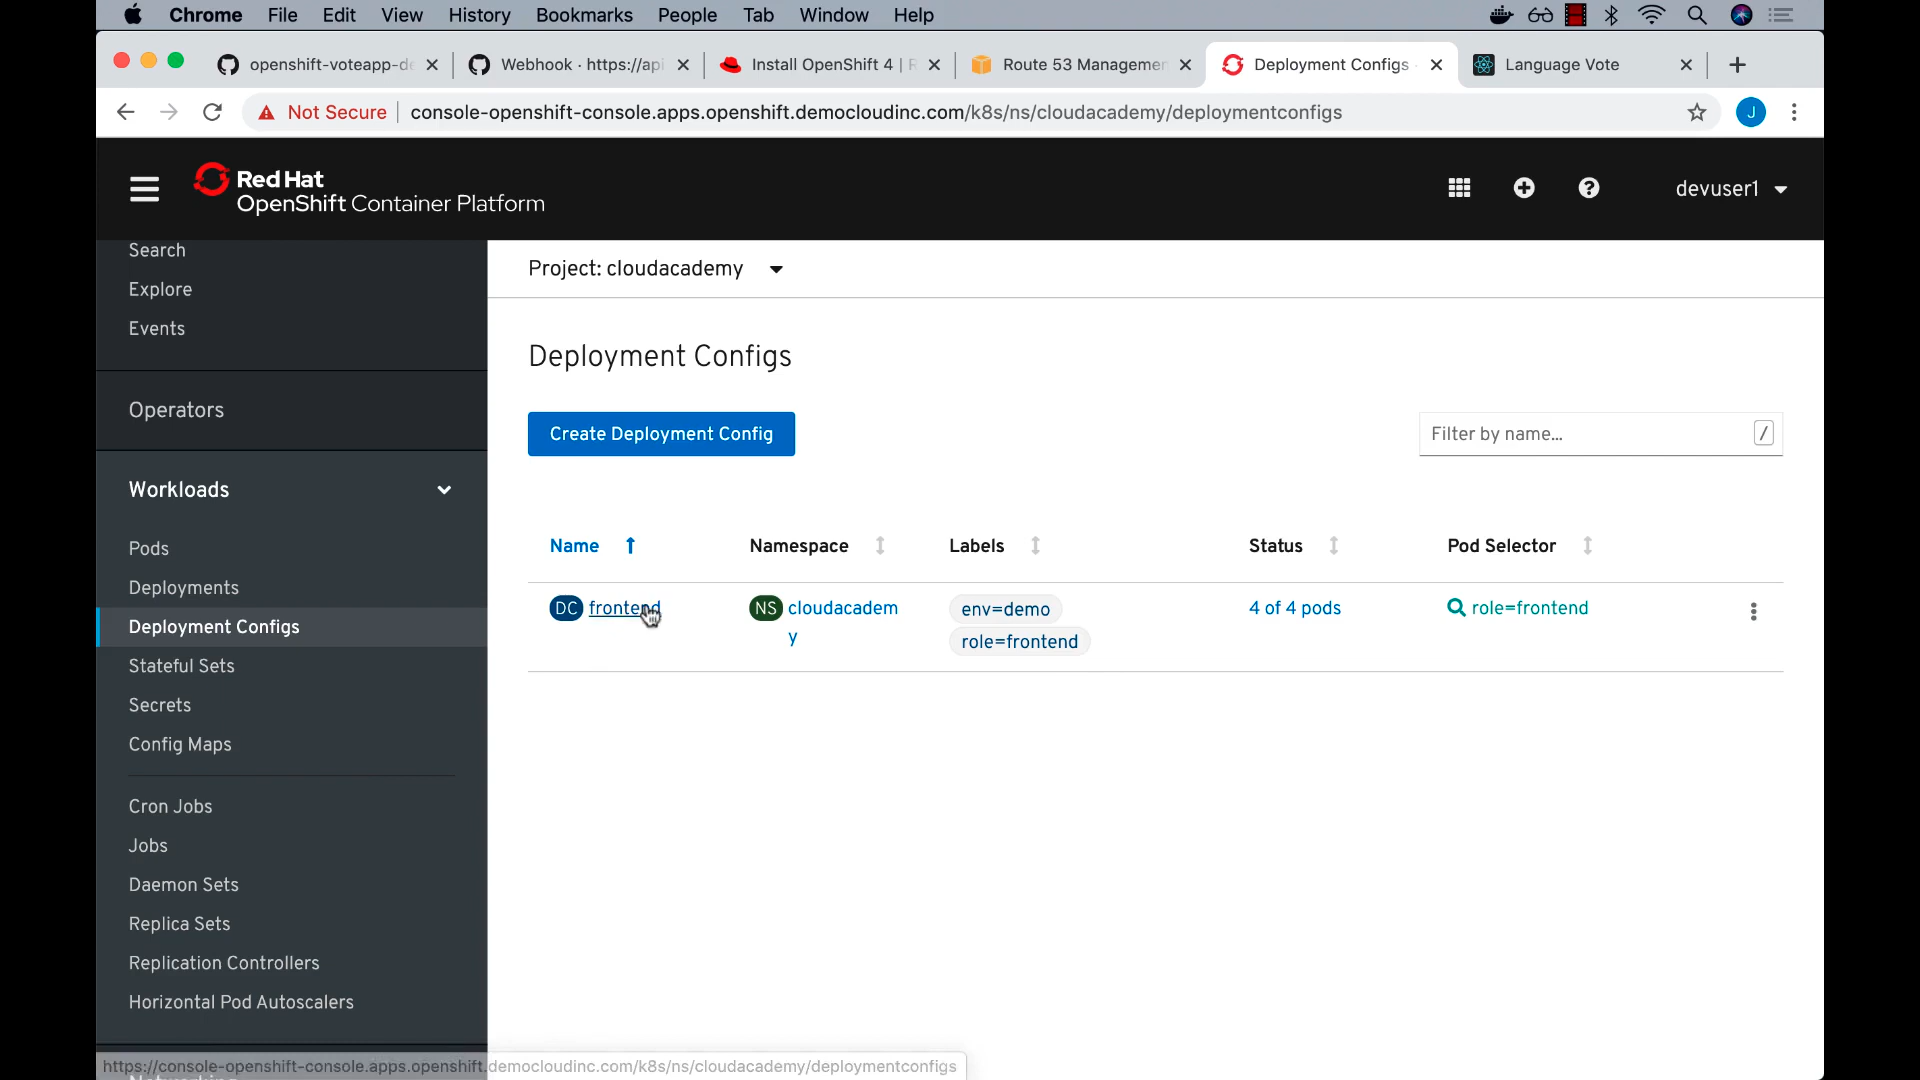 Chrome File Edit View History Bookmarks People Tab Window Help
openshift-voteapp-de
Webhook · https://api
Install OpenShift 4 | R
Route 53 Managemen
Deployment Configs ·
Language Vote
Not Secure console-openshift-console.apps.openshift.democloudinc.com/k8s/ns/cloudacademy/deploymentconfigs
J
Red Hat
OpenShift Container Platform
devuser1
Search
Explore
Events
Operators
Workloads
Pods
Deployments
Deployment Configs
Stateful Sets
Secrets
Config Maps
Cron Jobs
Jobs
Daemon Sets
Replica Sets
Replication Controllers
Horizontal Pod Autoscalers
Networking
Project: cloudacademy
Deployment Configs
Create Deployment Config
Filter by name...
/
Name Namespace Labels Status Pod Selector
DC frontend NS cloudacadem env=demo 4 of 4 pods role=frontend
y role=frontend
https://console-openshift-console.apps.openshift.democloudinc.com/k8s/ns/cloudacademy/deploymentconfigs